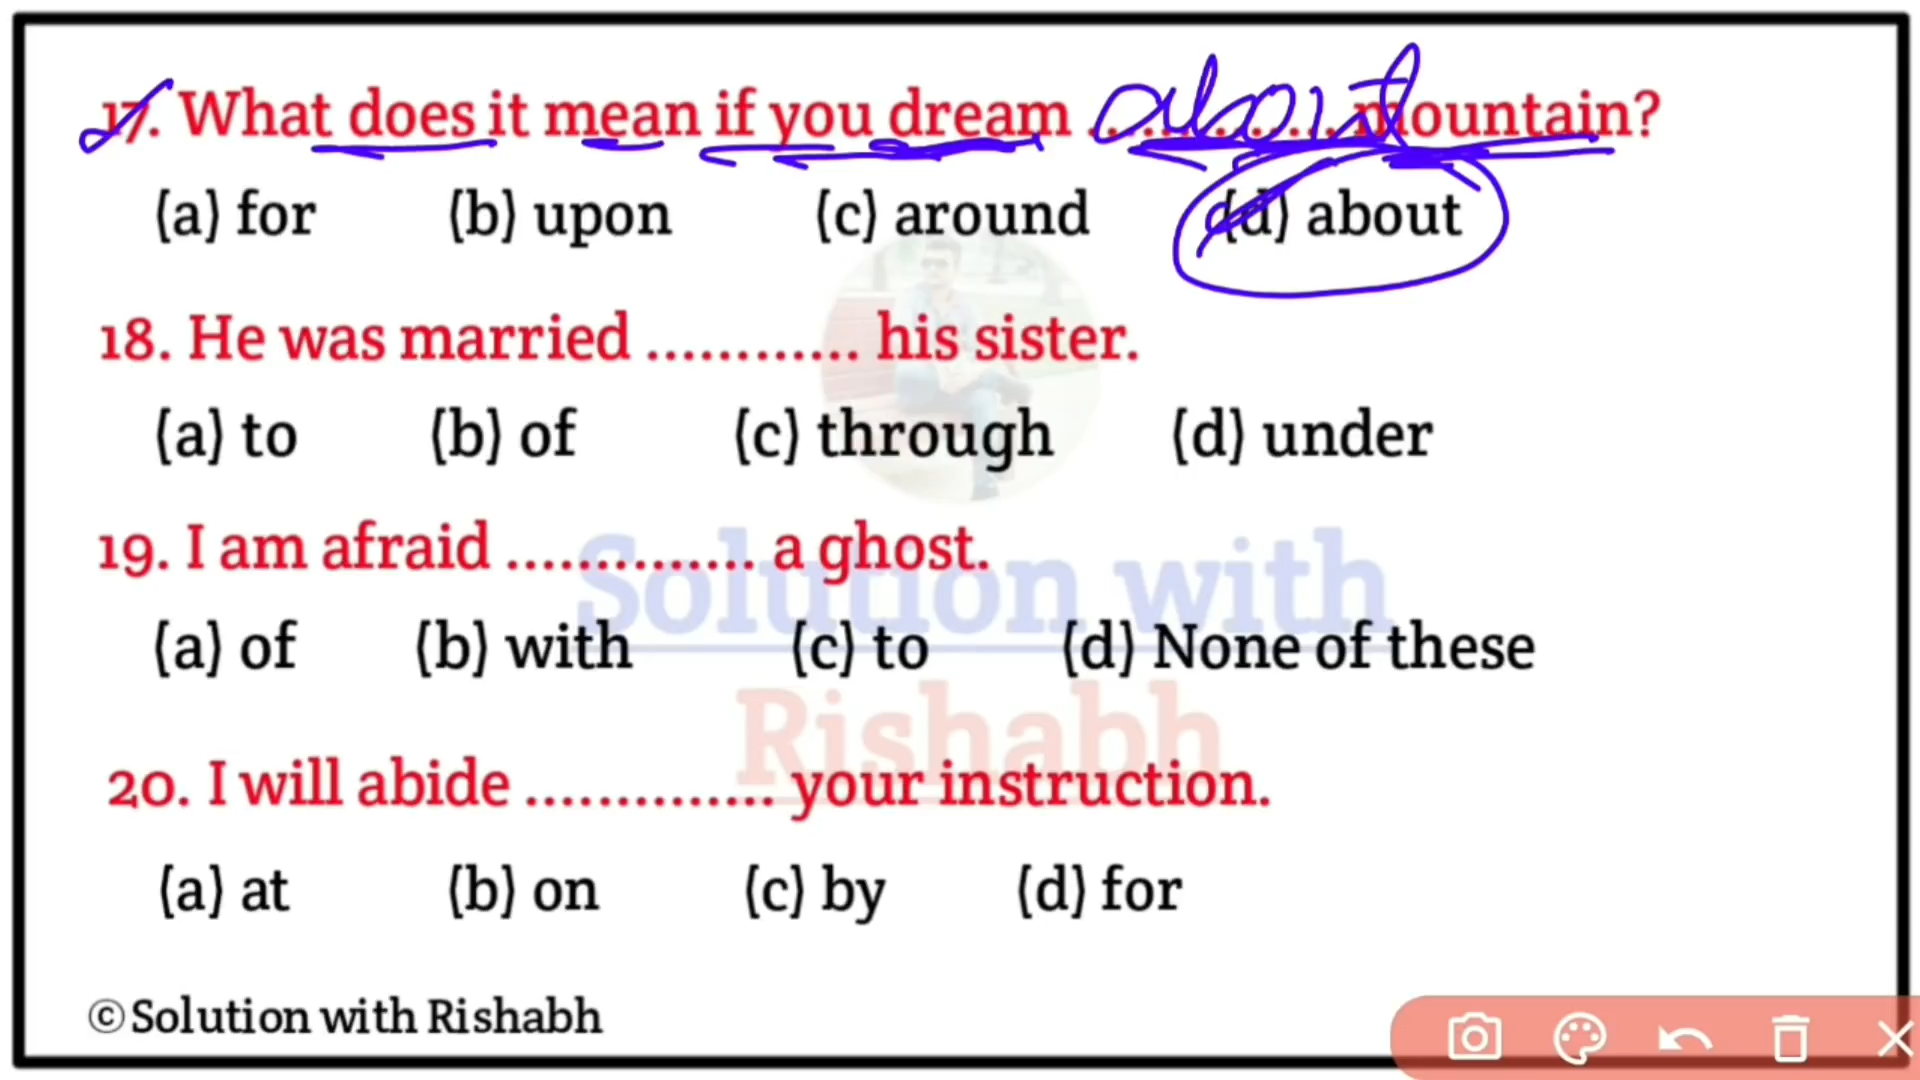 17. What does it mean if you dream .............. mountain?
about
(a) for (b) upon (c) around (d) about
18. He was married ............ his sister.
(a) to (b) of (c) through (d) under
19. I am afraid .............. a ghost.
(a) of (b) with (c) to (d) None of these
Solution with
Rishabh
20. I will abide .............. your instruction.
(a) at (b) on (c) by (d) for
©Solution with Rishabh